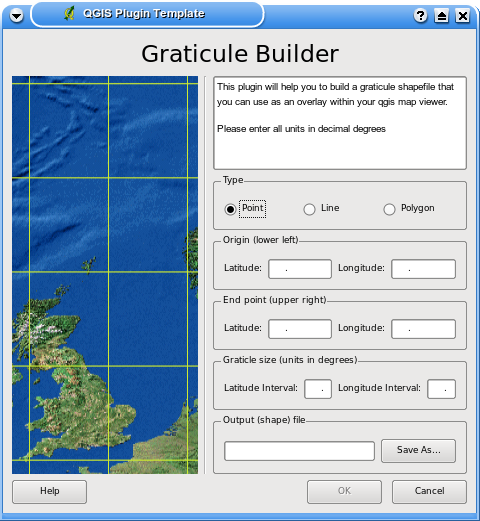 QGIS Plugin Template
Graticule Builder
This plugin will help you to build a graticule shapefile that
you can use as an overlay within your qgis map viewer.
Please enter all units in decimal degrees
Type
Point Line Polygon
Origin (lower left)
Latitude: . Longitude: .
End point (upper right)
Latitude: . Longitude: .
Graticle size (units in degrees)
Latitude Interval: . Longitude Interval: .
Output (shape) file
Save As...
Help OK Cancel